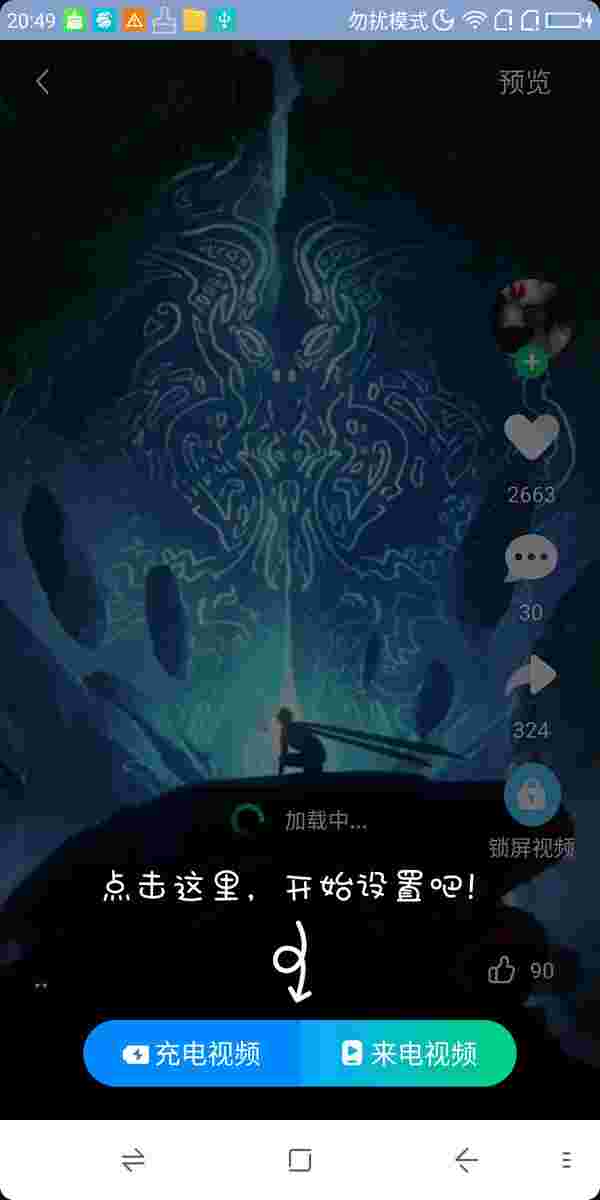 20:49 勿扰模式
预览
2663
30
324
加载中...
锁屏视频
点击这里，开始设置吧!
..
90
充电视频 来电视频